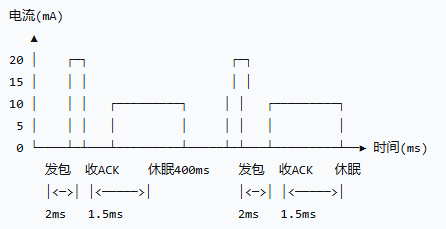 电流(mA)
20
15
10
5
0 时间(ms)
发包 收ACK 休眠400ms 发包 收ACK 休眠
|<─>| |<─────>| |<─>| |<─────>|
2ms 1.5ms 2ms 1.5ms